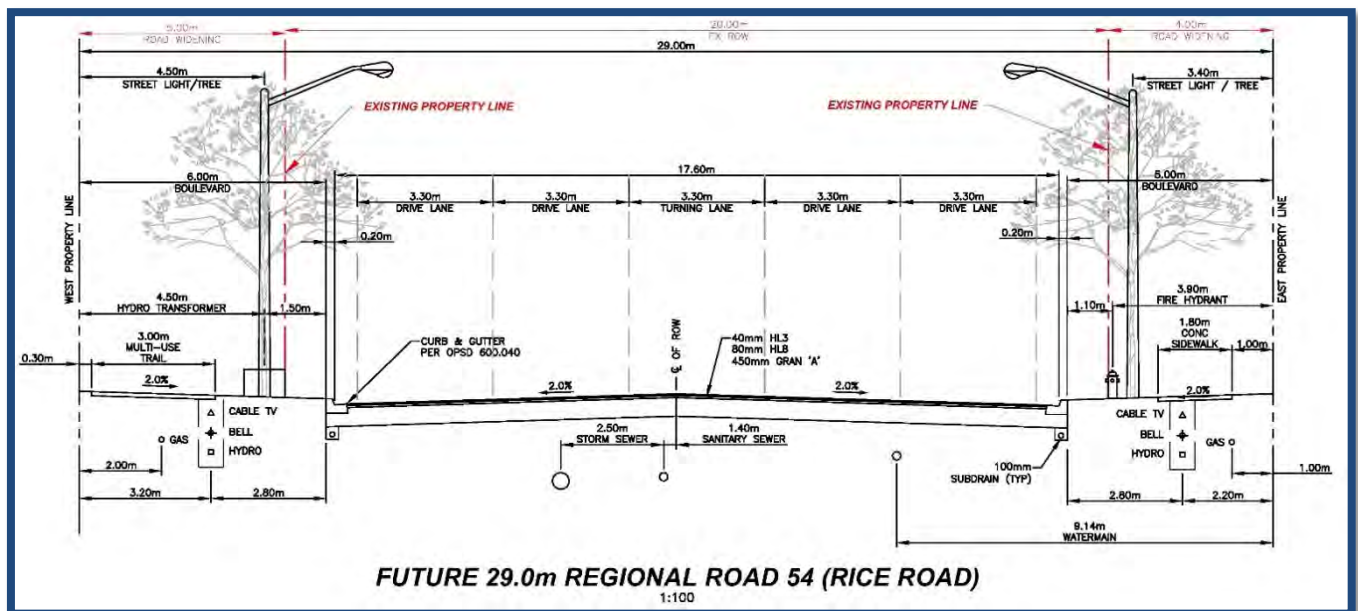 5.00m
ROAD WIDENING
20.00m
EX ROW
4.00m
ROAD WIDENING
29.00m
4.50m
STREET LIGHT/TREE
3.40m
STREET LIGHT / TREE
EXISTING PROPERTY LINE
EXISTING PROPERTY LINE
17.60m
6.00m
BOULEVARD
5.00m
BOULEVARD
3.30m
DRIVE LANE
3.30m
DRIVE LANE
3.30m
TURNING LANE
3.30m
DRIVE LANE
3.30m
DRIVE LANE
WEST PROPERTY LINE
EAST PROPERTY LINE
0.20m
0.20m
4.50m
HYDRO TRANSFORMER
1.50m
1.10m
3.90m
FIRE HYDRANT
3.00m
MULTI-USE
TRAIL
0.30m
2.0%
CURB & GUTTER
PER OPSD 600.040
℄ OF ROW
40mm HL3
80mm HL8
450mm GRAN 'A'
1.80m
CONC
SIDEWALK
1.00m
2.0%
2.0%
2.0%
CABLE TV
BELL
HYDRO
GAS
2.00m
3.20m
2.80m
2.50m
STORM SEWER
1.40m
SANITARY SEWER
100mm
SUBDRAIN (TYP)
CABLE TV
BELL
HYDRO
GAS
1.00m
2.80m
2.20m
9.14m
WATERMAIN
FUTURE 29.0m REGIONAL ROAD 54 (RICE ROAD)
1:100